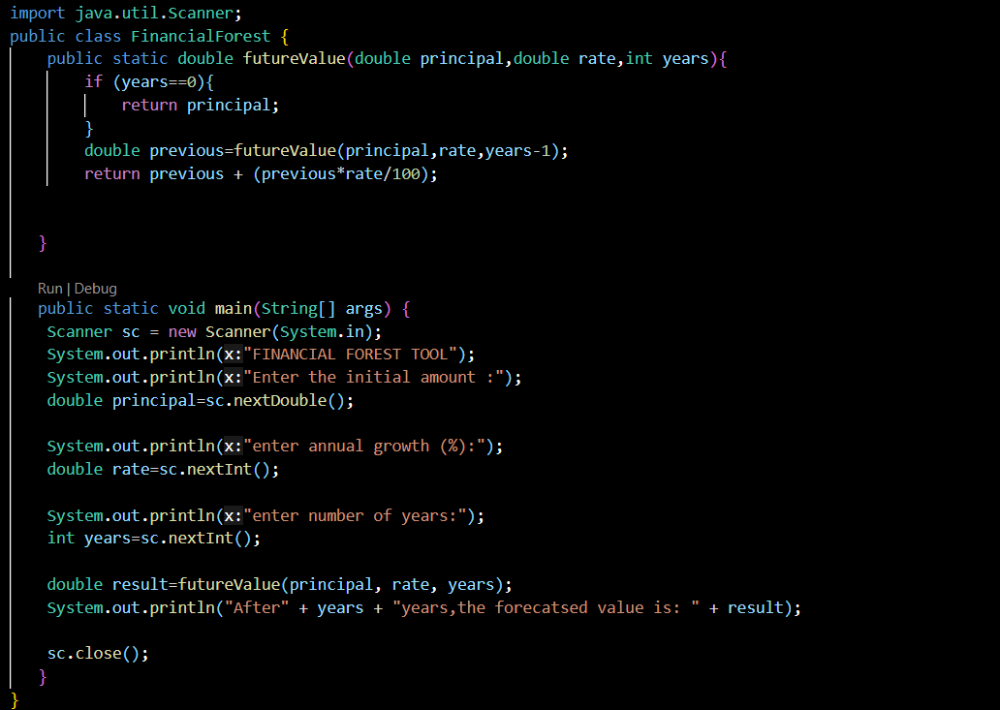 import java.util.Scanner;
public class FinancialForest {
    public static double futureValue(double principal,double rate,int years){
        if (years==0){
            return principal;
        }
        double previous=futureValue(principal,rate,years-1);
        return previous + (previous*rate/100);
    }
    Run | Debug
    public static void main(String[] args) {
     Scanner sc = new Scanner(System.in);
     System.out.println(x:"FINANCIAL FOREST TOOL");
     System.out.println(x:"Enter the iniitial amount :");
     double principal=sc.nextDouble();
     System.out.println(x:"enter annual growth (%):");
     double rate=sc.nextInt();
     System.out.println(x:"enter number of years:");
     int years=sc.nextInt();
     double result=futureValue(principal, rate, years);
     System.out.println("After" + years + "years,the forecatsed value is: " + result);
     sc.close();
    }
}